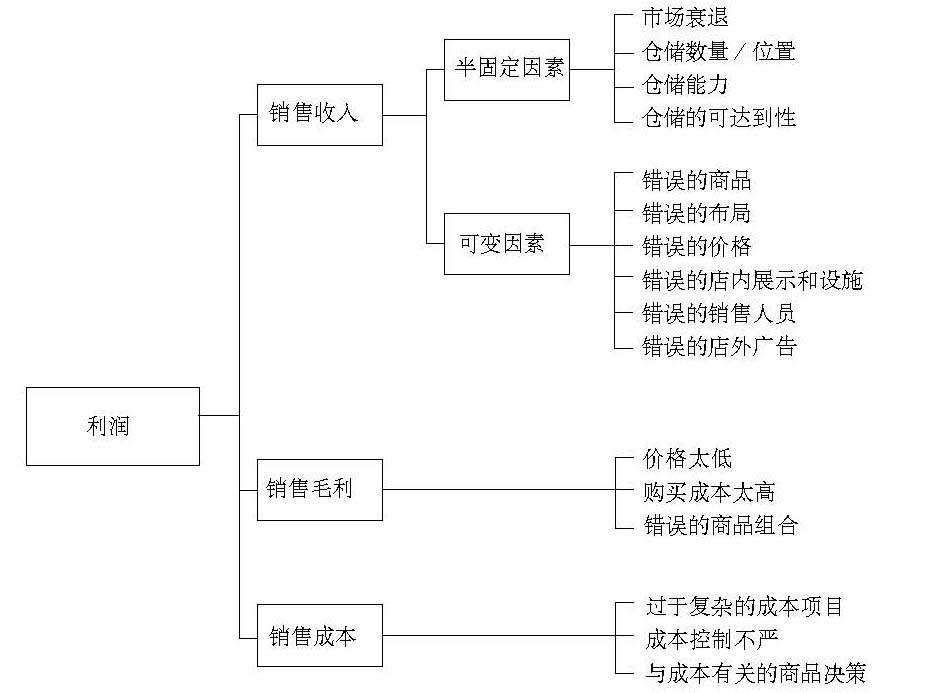 市场衰退
仓储数量/位置
仓储能力
仓储的可达到性
半固定因素
销售收入
错误的商品
错误的布局
错误的价格
错误的店内展示和设施
错误的销售人员
错误的店外广告
可变因素
利润
价格太低
购买成本太高
错误的商品组合
销售毛利
过于复杂的成本项目
成本控制不严
与成本有关的商品决策
销售成本